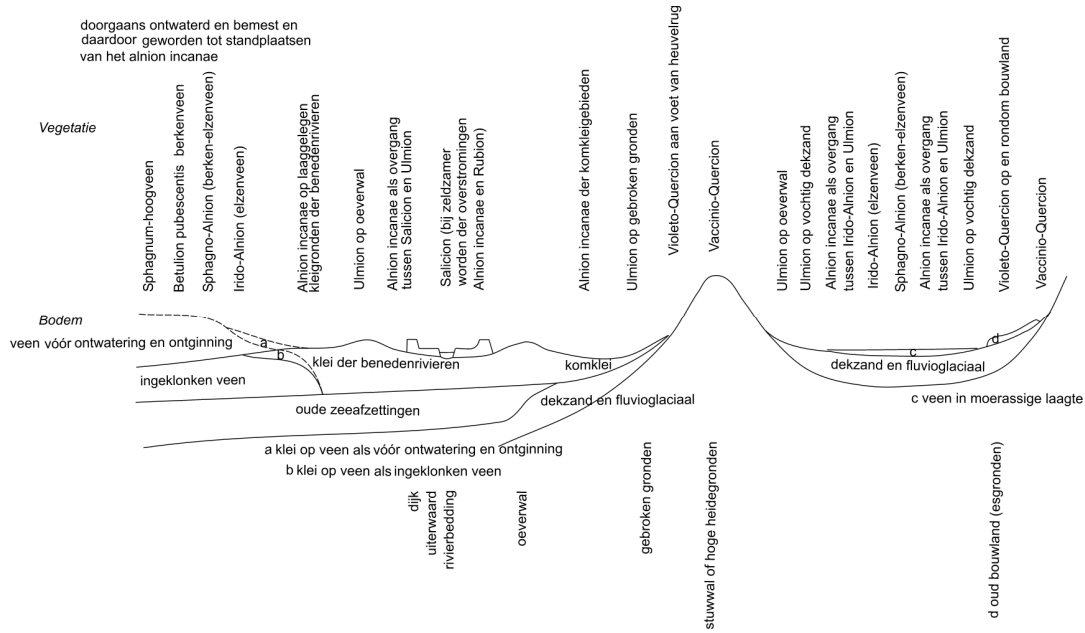 doorgaans ontwaterd en bemest en
daardoor geworden tot standplaatsen
van het alnion incanae
Vegetatie
Sphagnum-hoogveen
Betulion pubescentis berkenveen
Sphagno-Alnion (berken-elzenveen)
Irido-Alnion (elzenveen)
Alnion incanae op laaggelegen
kleigronden der benedenrivieren
Ulmion op oeverwal
Alnion incanae als overgang
tussen Salicion en Ulmion
Salicion (bij zeldzamer
worden der overstromingen
Alnion incanae en Rubion)
Alnion incanae der komkleigebieden
Ulmion op gebroken gronden
Violeto-Quercion aan voet van heuvelrug
Vaccinio-Quercion
Ulmion op oeverwal
Ulmion op vochtig dekzand
Alnion incanae als overgang
tussen Irido-Alnion en Ulmion
Irido-Alnion (elzenveen)
Sphagno-Alnion (berken-elzenveen)
Alnion incanae als overgang
tussen Irido-Alnion en Ulmion
Ulmion op vochtig dekzand
Violeto-Quercion op en rondom bouwland
Vaccinio-Quercion
Bodem
veen vóór ontwatering en ontginning
a
b
klei der benedenrivieren
komklei
c
d
dekzand en fluvioglaciaal
ingeklonken veen
oude zeeafzettingen
dekzand en fluvioglaciaal
c veen in moerassige laagte
a klei op veen als vóór ontwatering en ontginning
b klei op veen als ingeklonken veen
dijk
uiterwaard
rivierbedding
oeverwal
gebroken gronden
stuwwal of hoge heidegronden
d oud bouwland (esgronden)